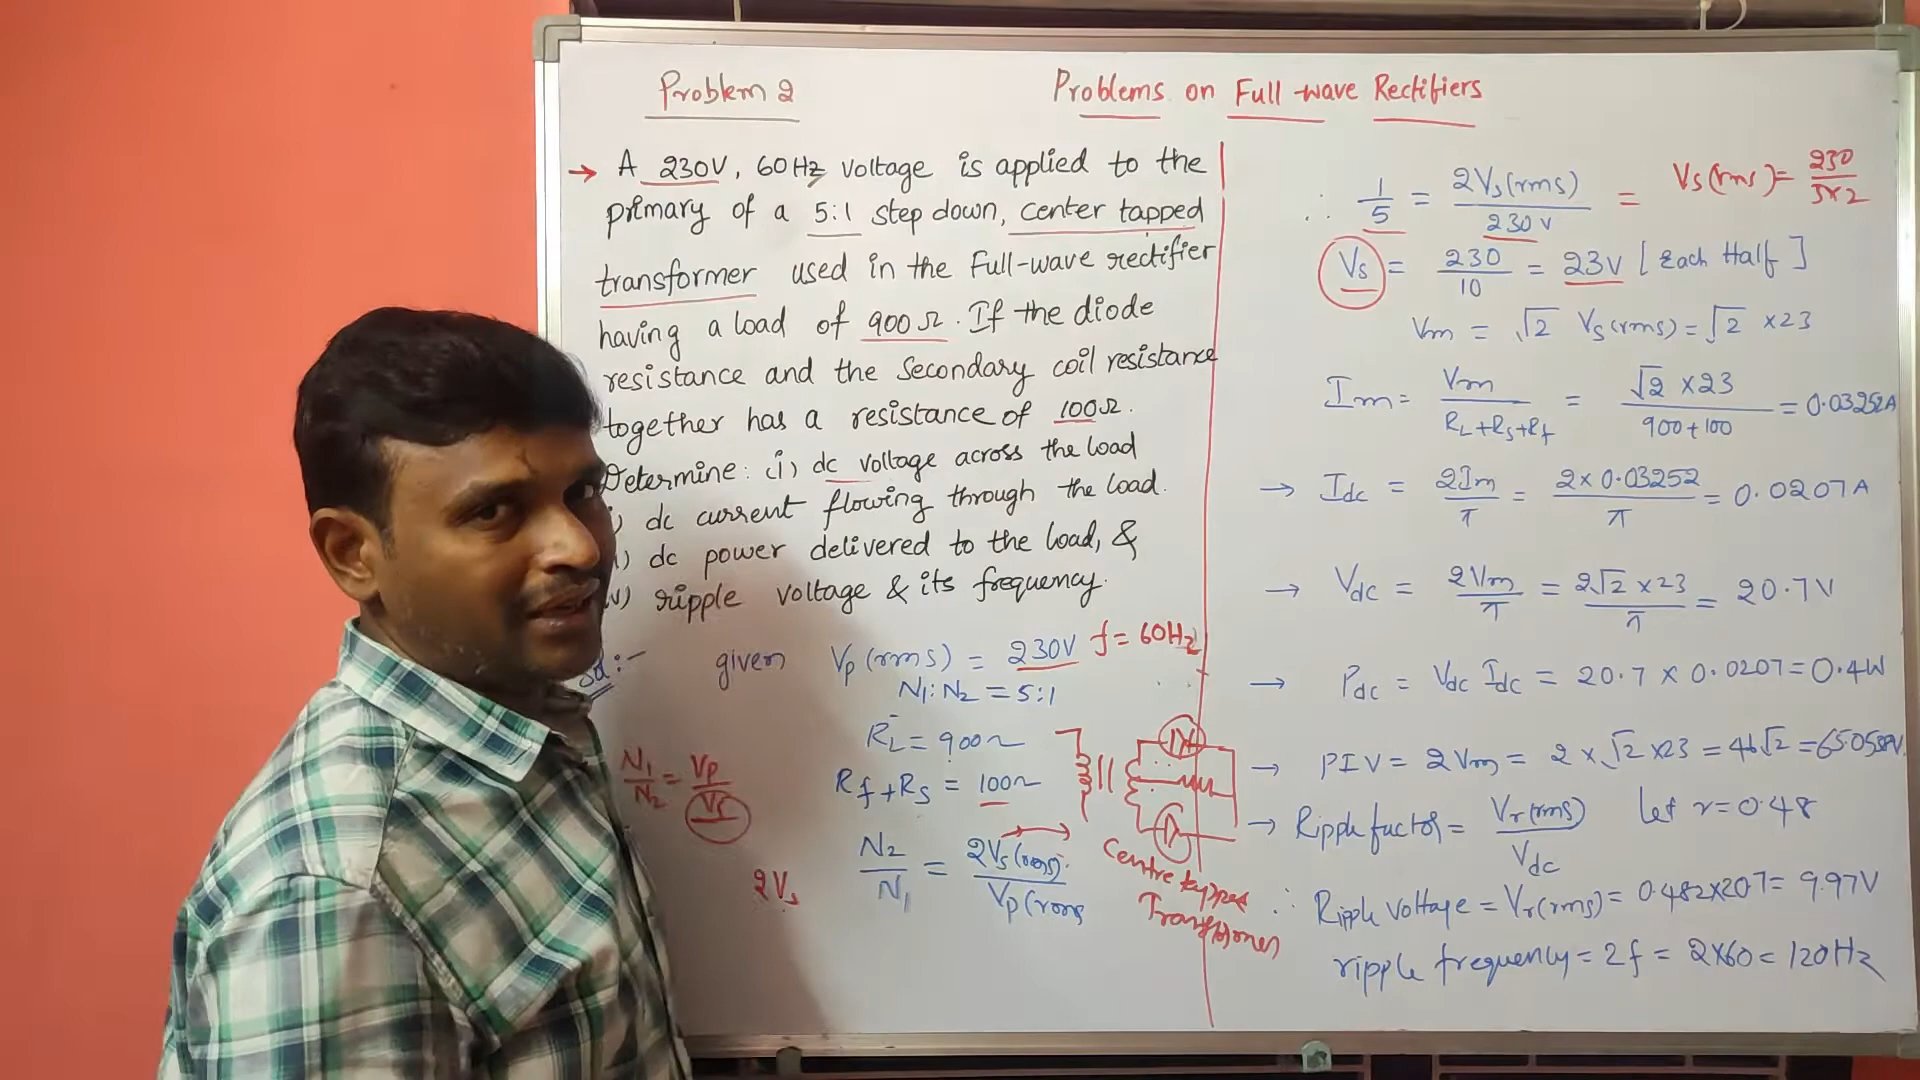 Problem 2
Problems on Full-wave Rectifiers
→ A 230V, 60Hz voltage is applied to the
primary of a 5:1 step down, center tapped
transformer used in the Full-wave rectifier
having a load of 900Ω. If the diode
resistance and the secondary coil resistance
together has a resistance of 100Ω.
Determine: (i) dc voltage across the load
i) dc current flowing through the load.
i) dc power delivered to the load, &
v) ripple voltage & its frequency.
Sol:-
given Vp (rms) = 230V f = 60Hz
N1:N2 = 5:1
RL = 900Ω
Rf + Rs = 100Ω
N1/N2 = Vp/Vs
2Vs
N2/N1 = 2Vs(rms)/Vp(rms
Centre tapped
Transformer
∴ 1/5 = 2Vs(rms)/230V = Vs(rms) = 230/5×2
Vs = 230/10 = 23V [Each Half]
Vm = √2 Vs(rms) = √2 ×23
Im = Vm/RL+Rs+Rf = √2 ×23/900+100 = 0.03252A
→ Idc = 2Im/π = 2×0.03252/π = 0.0207A
→ Vdc = 2Vm/π = 2√2 ×23/π = 20.7V
→ Pdc = Vdc Idc = 20.7 × 0.0207 = 0.4W
→ PIV = 2Vm = 2 × √2 ×23 = 46√2 =
→ Ripple factor = Vr(rms)/Vdc let r = 0.48
∴ Ripple voltage = Vr(rms) = 0.482×207 = 9.97V
ripple frequency = 2f = 2×60 = 120Hz